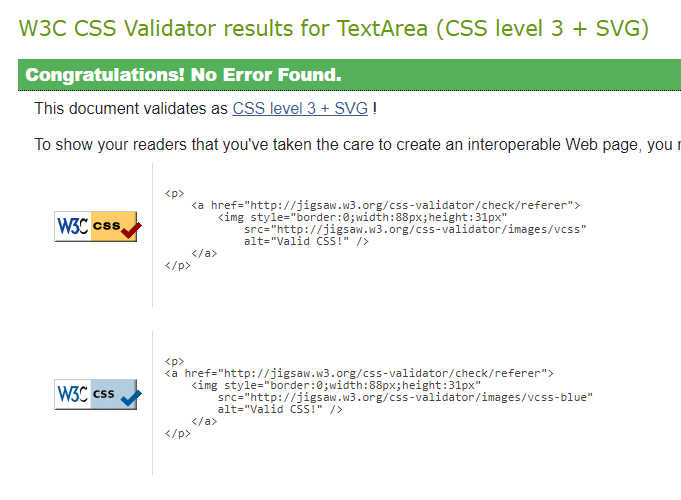 W3C CSS Validator results for TextArea (CSS level 3 + SVG)
Congratulations! No Error Found.
This document validates as CSS level 3 + SVG !
To show your readers that you've taken the care to create an interoperable Web page, you
<p>
<a href="http://jigsaw.w3.org/css-validator/check/referer">
<img style="border:0;width:88px;height:31px"
src="http://jigsaw.w3.org/css-validator/images/vcss"
alt="Valid CSS!" />
</a>
</p>
W3C css
<p>
<a href="http://jigsaw.w3.org/css-validator/check/referer">
<img style="border:0;width:88px;height:31px"
src="http://jigsaw.w3.org/css-validator/images/vcss-blue"
alt="Valid CSS!" />
</a>
</p>
W3C css